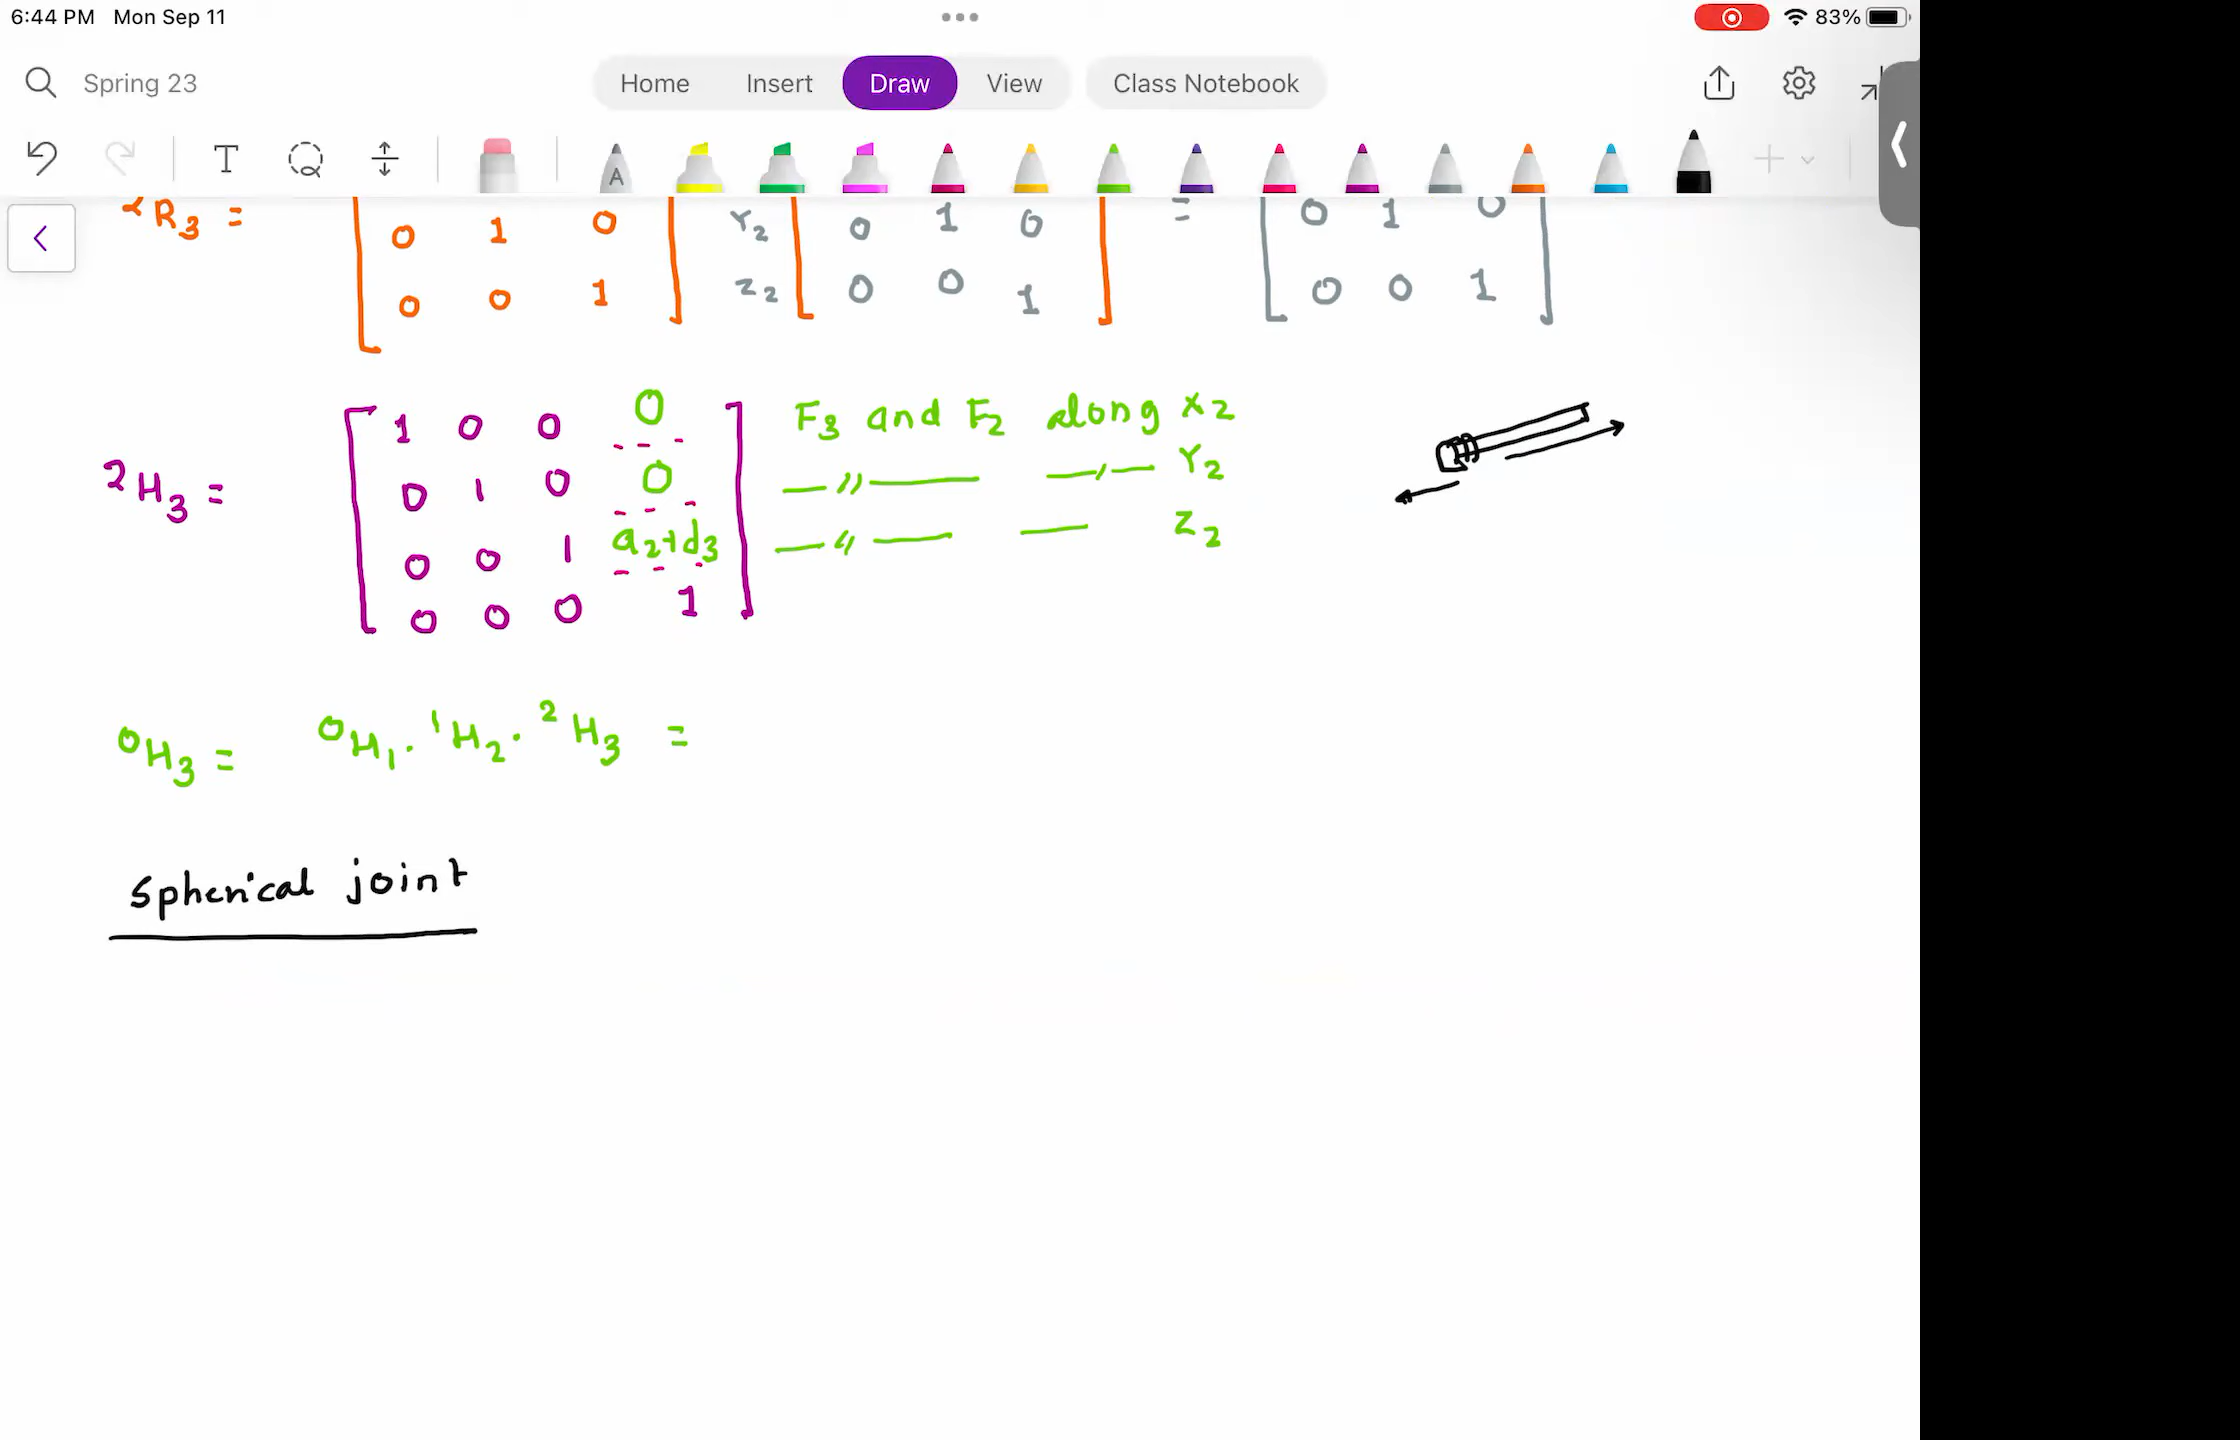 6:44 PM Mon Sep 11
83%
Spring 23
Home Insert Draw View Class Notebook
T A
2R3 = 0 1 0 Y2 0 1 0 = 0 1 0
0 0 1 Z2 0 0 1 0 0 1
1 0 0 0 F3 and F2 along X2
2H3 = 0 1 0 0 —〃— —〃— Y2
0 0 1 a2+d3 —〃— — Z2
0 0 0 1
0H3 = 0H1 . 1H2 . 2H3 =
Spherical joint